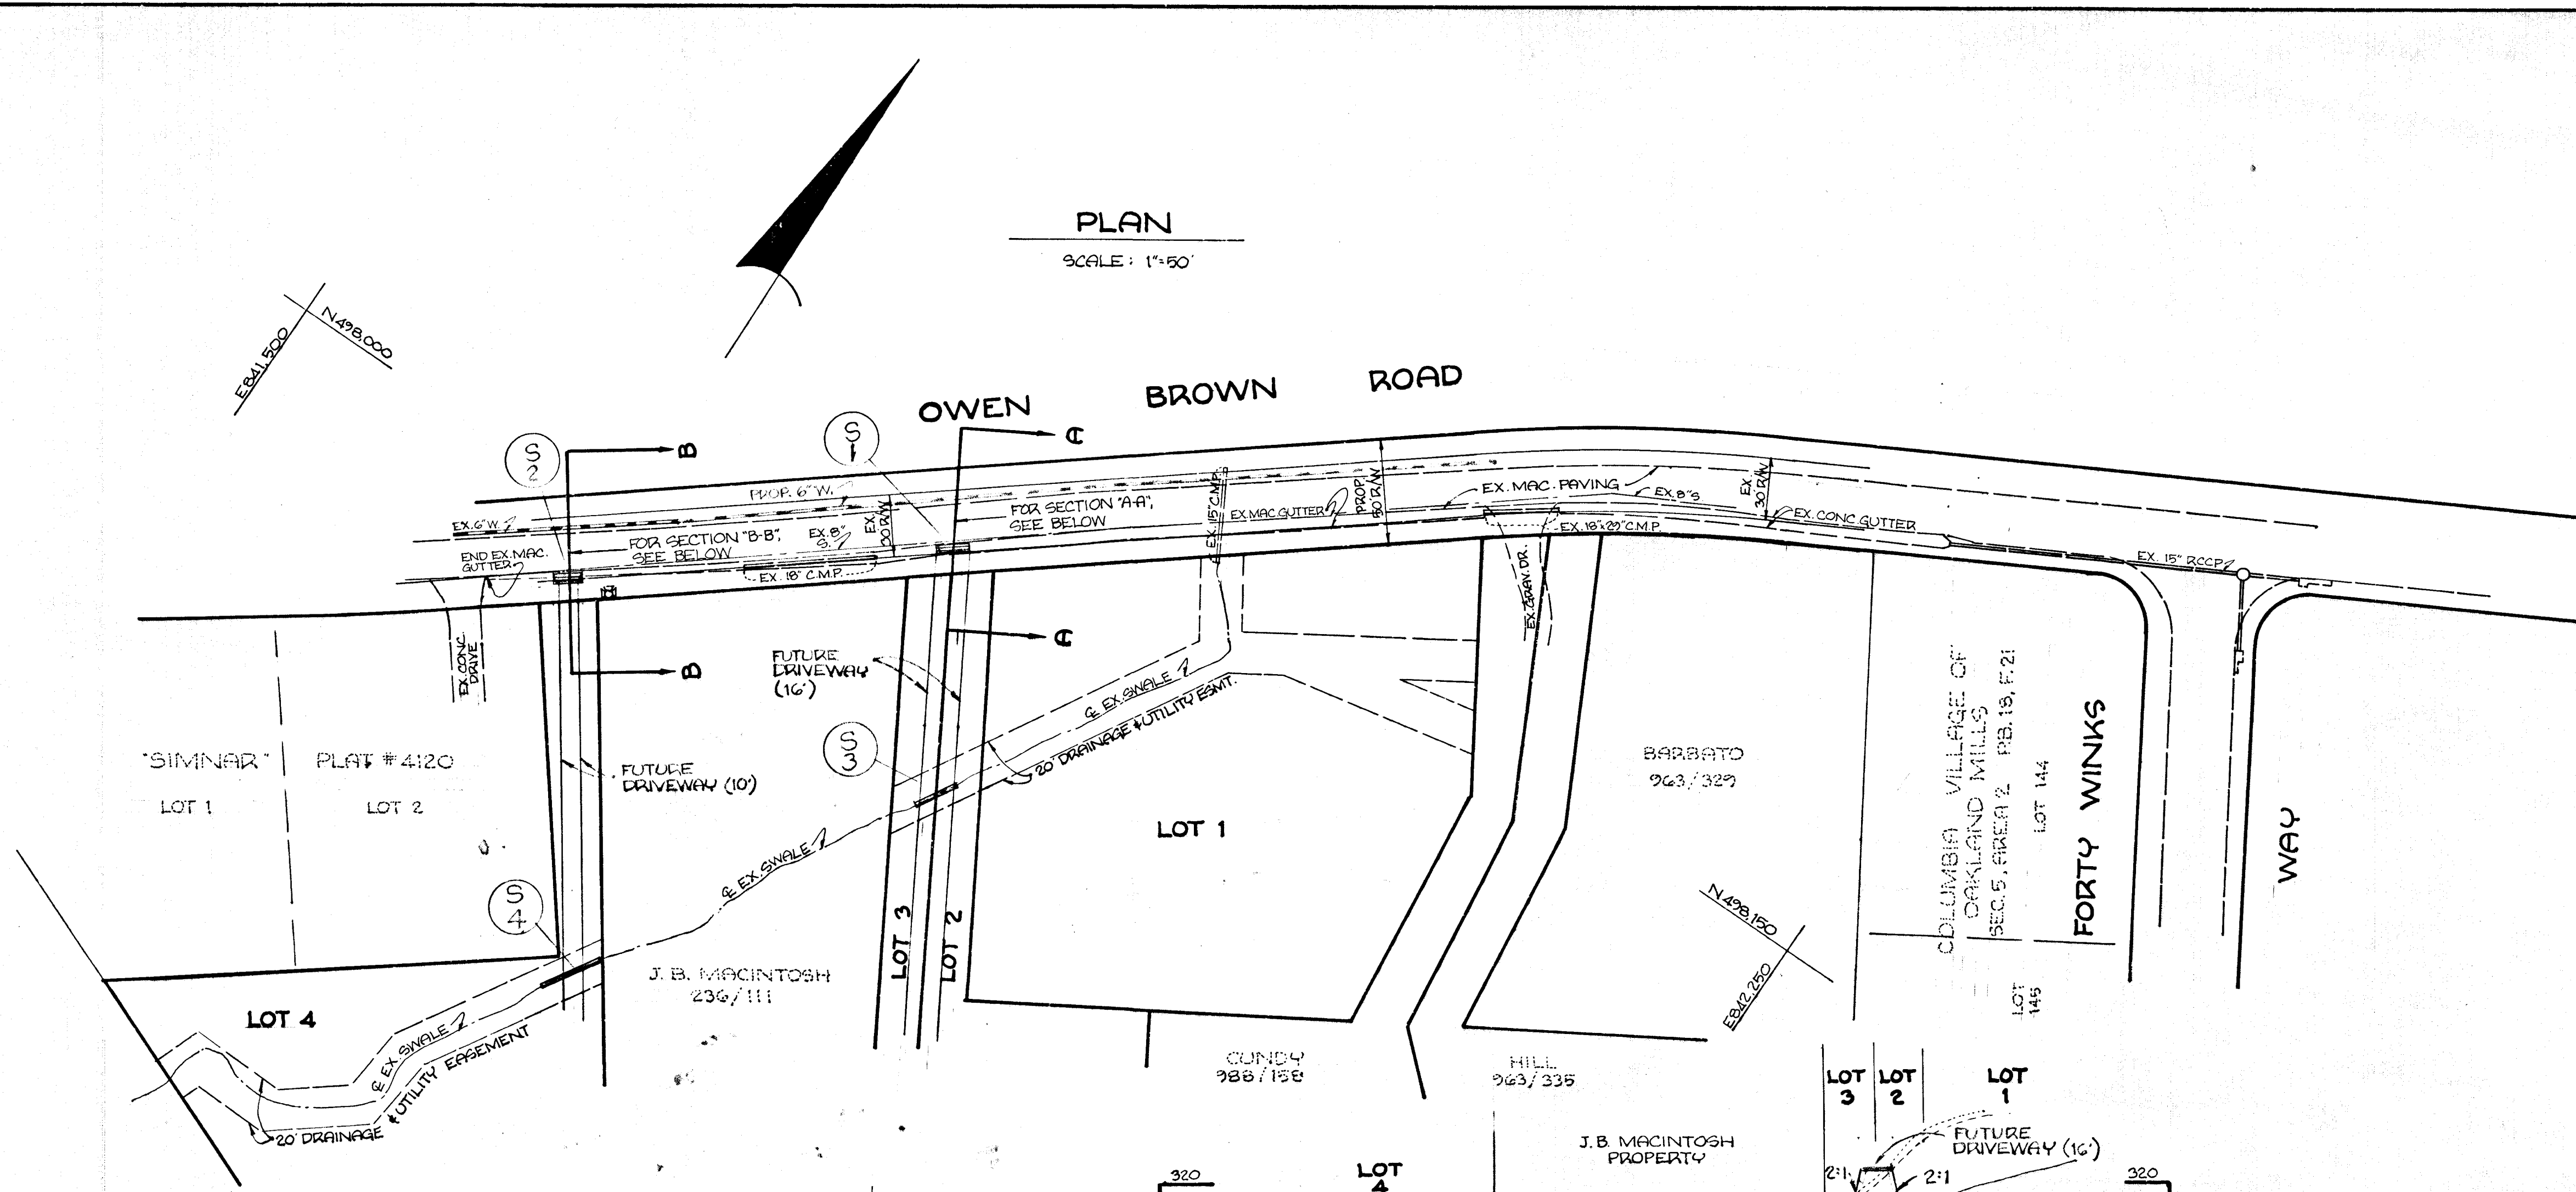 PLAN
SCALE: 1"=50'
N498,000
E841,500
OWEN BROWN ROAD
S
2
S
1
B
A
PROP. 6" W.
EX. 6" W.
EX.
30' R/W
FOR SECTION "A-A",
SEE BELOW
EX. 15" C.M.P.
EX. MAC. GUTTER
PROP.
50' R/W
EX. MAC. PAVING
EX. 8" S
EX.
30' R/W
EX. CONC. GUTTER
EX. 18"x29" C.M.P.
EX. 15" RCCP
END EX. MAC.
GUTTER
FOR SECTION "B-B",
SEE BELOW
EX. 8"
S.
EX. 18" C.M.P.
EX. GRAV. DR.
EX. CONC.
DRIVE
B
A
FUTURE
DRIVEWAY
(16')
℄ EX. SWALE
20' DRAINAGE & UTILITY ESMT.
S
3
"SIMNAR"
LOT 1
PLAT #4120
LOT 2
FUTURE
DRIVEWAY (10')
LOT 1
BARBATO
963/329
COLUMBIA VILLAGE OF
OAKLAND MILLS
SEC. 5, AREA 2 P.B. 18, F. 21
LOT 144
FORTY WINKS
WAY
℄ EX. SWALE
S
4
LOT 3
LOT 2
N498,150
E842,250
LOT
145
J. B. MACINTOSH
236/111
LOT 4
℄ EX. SWALE
20' DRAINAGE
& UTILITY EASEMENT
CUNDY
988/158
HILL
963/335
LOT
3
LOT
2
LOT
1
FUTURE
DRIVEWAY (16')
J. B. MACINTOSH
PROPERTY
2:1
2:1
320
LOT
4
320